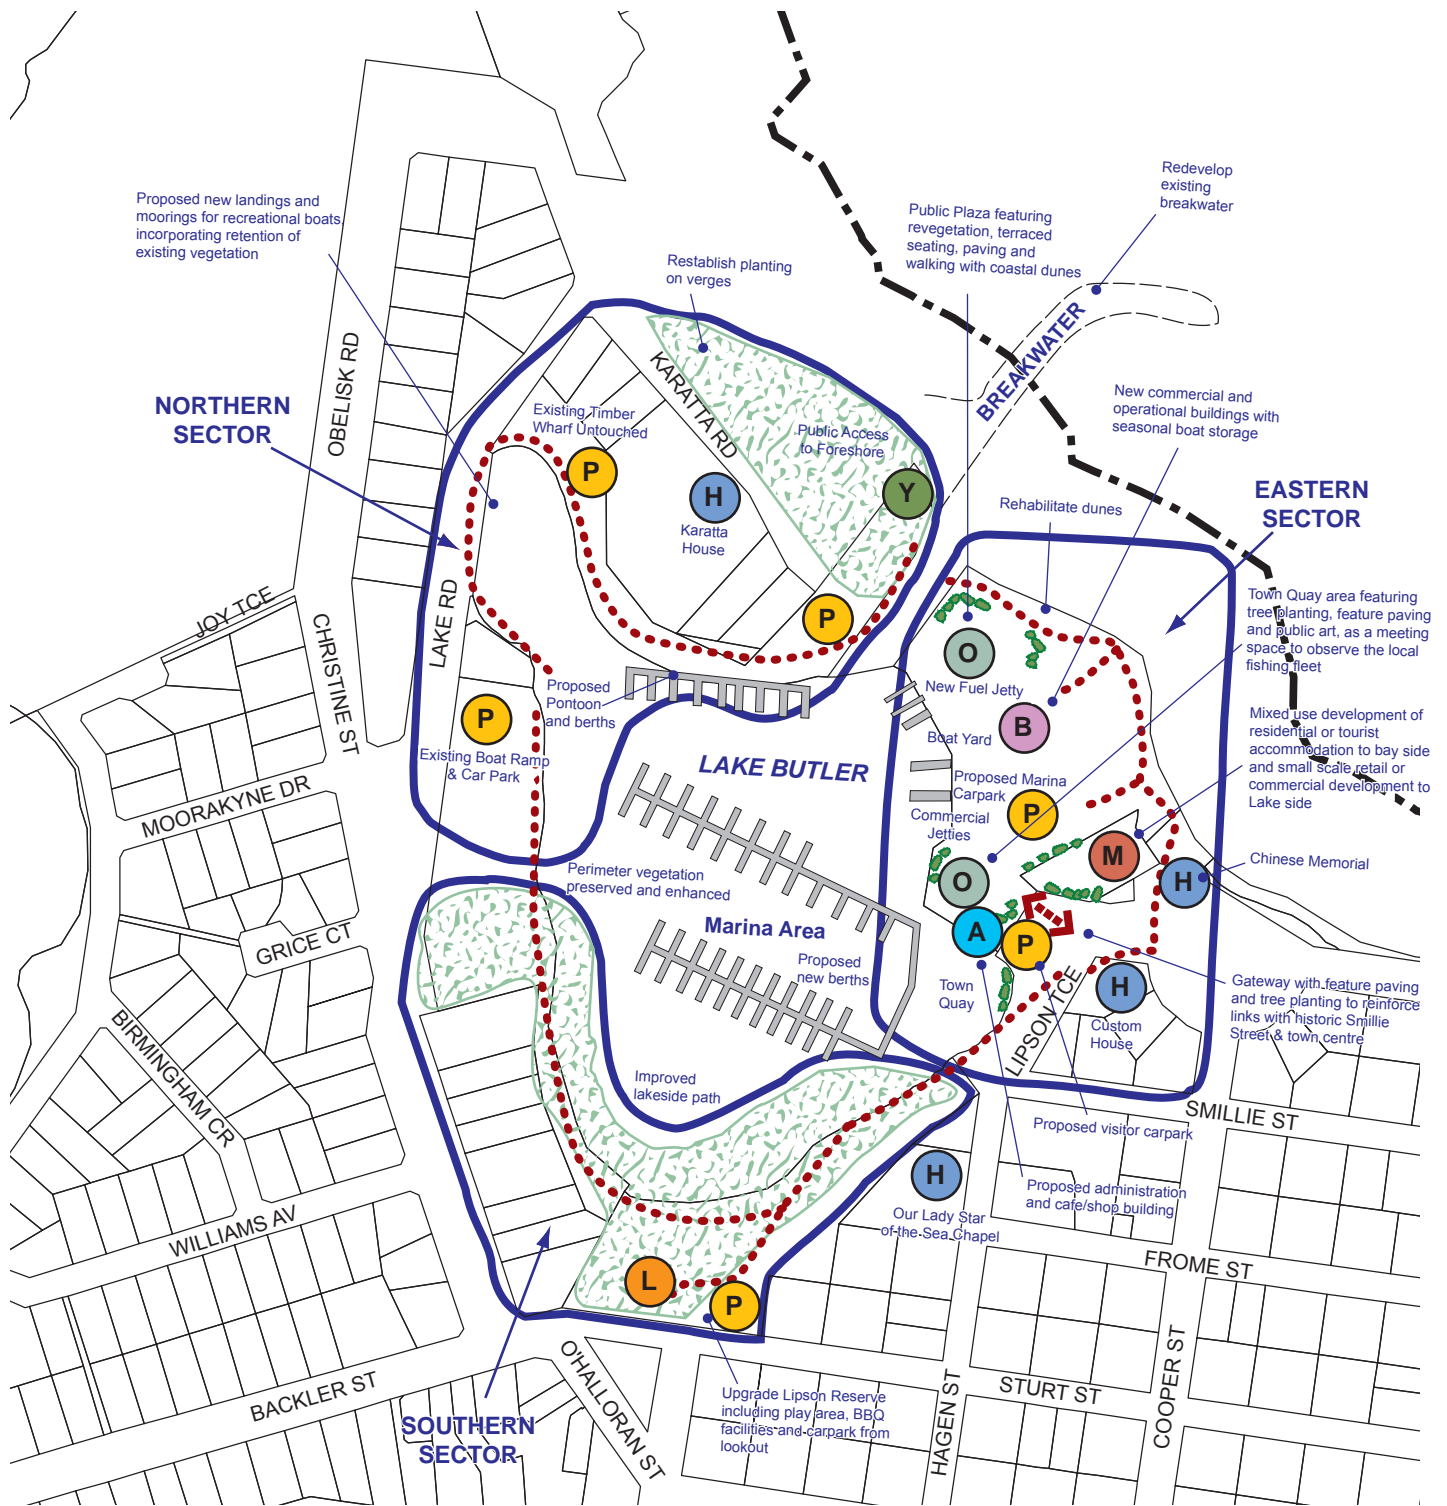 Redevelop
existing
breakwater
Proposed new landings and
moorings for recreational boats,
incorporating retention of
existing vegetation
Public Plaza featuring
revegetation, terraced
seating, paving and
walking with coastal dunes
Restablish planting
on verges
BREAKWATER
OBELISK RD
KARATTA RD
New commercial and
operational buildings with
seasonal boat storage
NORTHERN
SECTOR
Existing Timber
Wharf Untouched
Public Access
to Foreshore
P
H
Karatta
House
Y
Rehabilitate dunes
EASTERN
SECTOR
JOY TCE
CHRISTINE ST
LAKE RD
P
O
New Fuel Jetty
Town Quay area featuring
tree planting, feature paving
and public art, as a meeting
space to observe the local
fishing fleet
Proposed
Pontoon
and berths
P
Existing Boat Ramp
& Car Park
B
Boat Yard
Mixed use development of
residential or tourist
accommodation to bay side
and small scale retail or
commercial development to
Lake side
LAKE BUTLER
Proposed Marina
Carpark
P
Commercial
Jetties
MOORAKYNE DR
M
Chinese Memorial
H
O
Perimeter vegetation
preserved and enhanced
Marina Area
A
P
GRICE CT
Proposed
new berths
Town
Quay
H
Custom
House
LIPSON TCE
Gateway with feature paving
and tree planting to reinforce
links with historic Smillie
Street & town centre
BIRMINGHAM CR
Improved
lakeside path
SMILLIE ST
Proposed visitor carpark
H
Our Lady Star
of the Sea Chapel
Proposed administration
and cafe/shop building
WILLIAMS AV
FROME ST
L
P
O'HALLORAN ST
BACKLER ST
SOUTHERN
SECTOR
Upgrade Lipson Reserve
including play area, BBQ
facilities and carpark from
lookout
HAGEN ST
STURT ST
COOPER ST